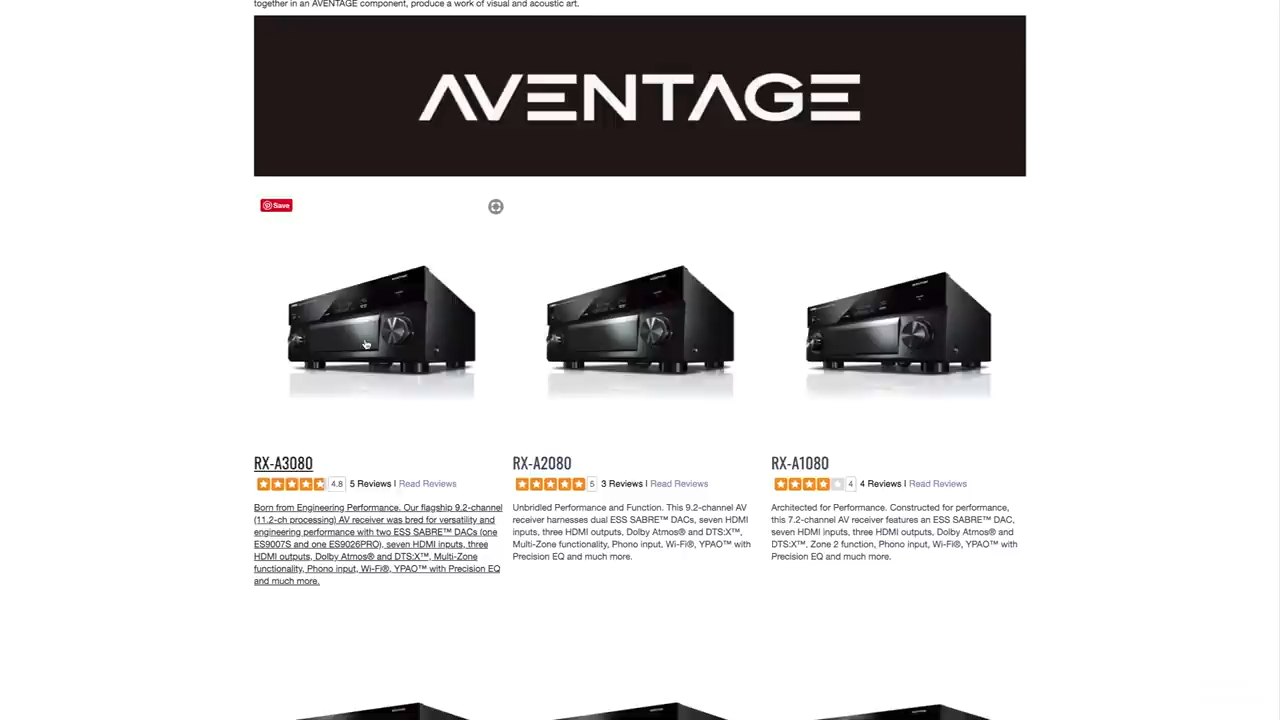 together in an AVENTAGE component, produce a work of visual and acoustic art.
AVENTAGE
Save
RX-A3080
4.8 5 Reviews | Read Reviews
Born from Engineering Performance. Our flagship 9.2-channel
(11.2-ch processing) AV receiver was bred for versatility and
engineering performance with two ESS SABRE™ DACs (one
ES9007S and one ES9026PRO), seven HDMI inputs, three
HDMI outputs, Dolby Atmos® and DTS:X™, Multi-Zone
functionality, Phono input, Wi-Fi®, YPAO™ with Precision EQ
and much more.
RX-A2080
5 3 Reviews | Read Reviews
Unbridled Performance and Function. This 9.2-channel AV
receiver harnesses dual ESS SABRE™ DACs, seven HDMI
inputs, three HDMI outputs, Dolby Atmos® and DTS:X™,
Multi-Zone functionality, Phono input, Wi-Fi®, YPAO™ with
Precision EQ and much more.
RX-A1080
4 4 Reviews | Read Reviews
Architected for Performance. Constructed for performance,
this 7.2-channel AV receiver features an ESS SABRE™ DAC,
seven HDMI inputs, three HDMI outputs, Dolby Atmos® and
DTS:X™, Zone 2 function, Phono input, Wi-Fi®, YPAO™ with
Precision EQ and much more.